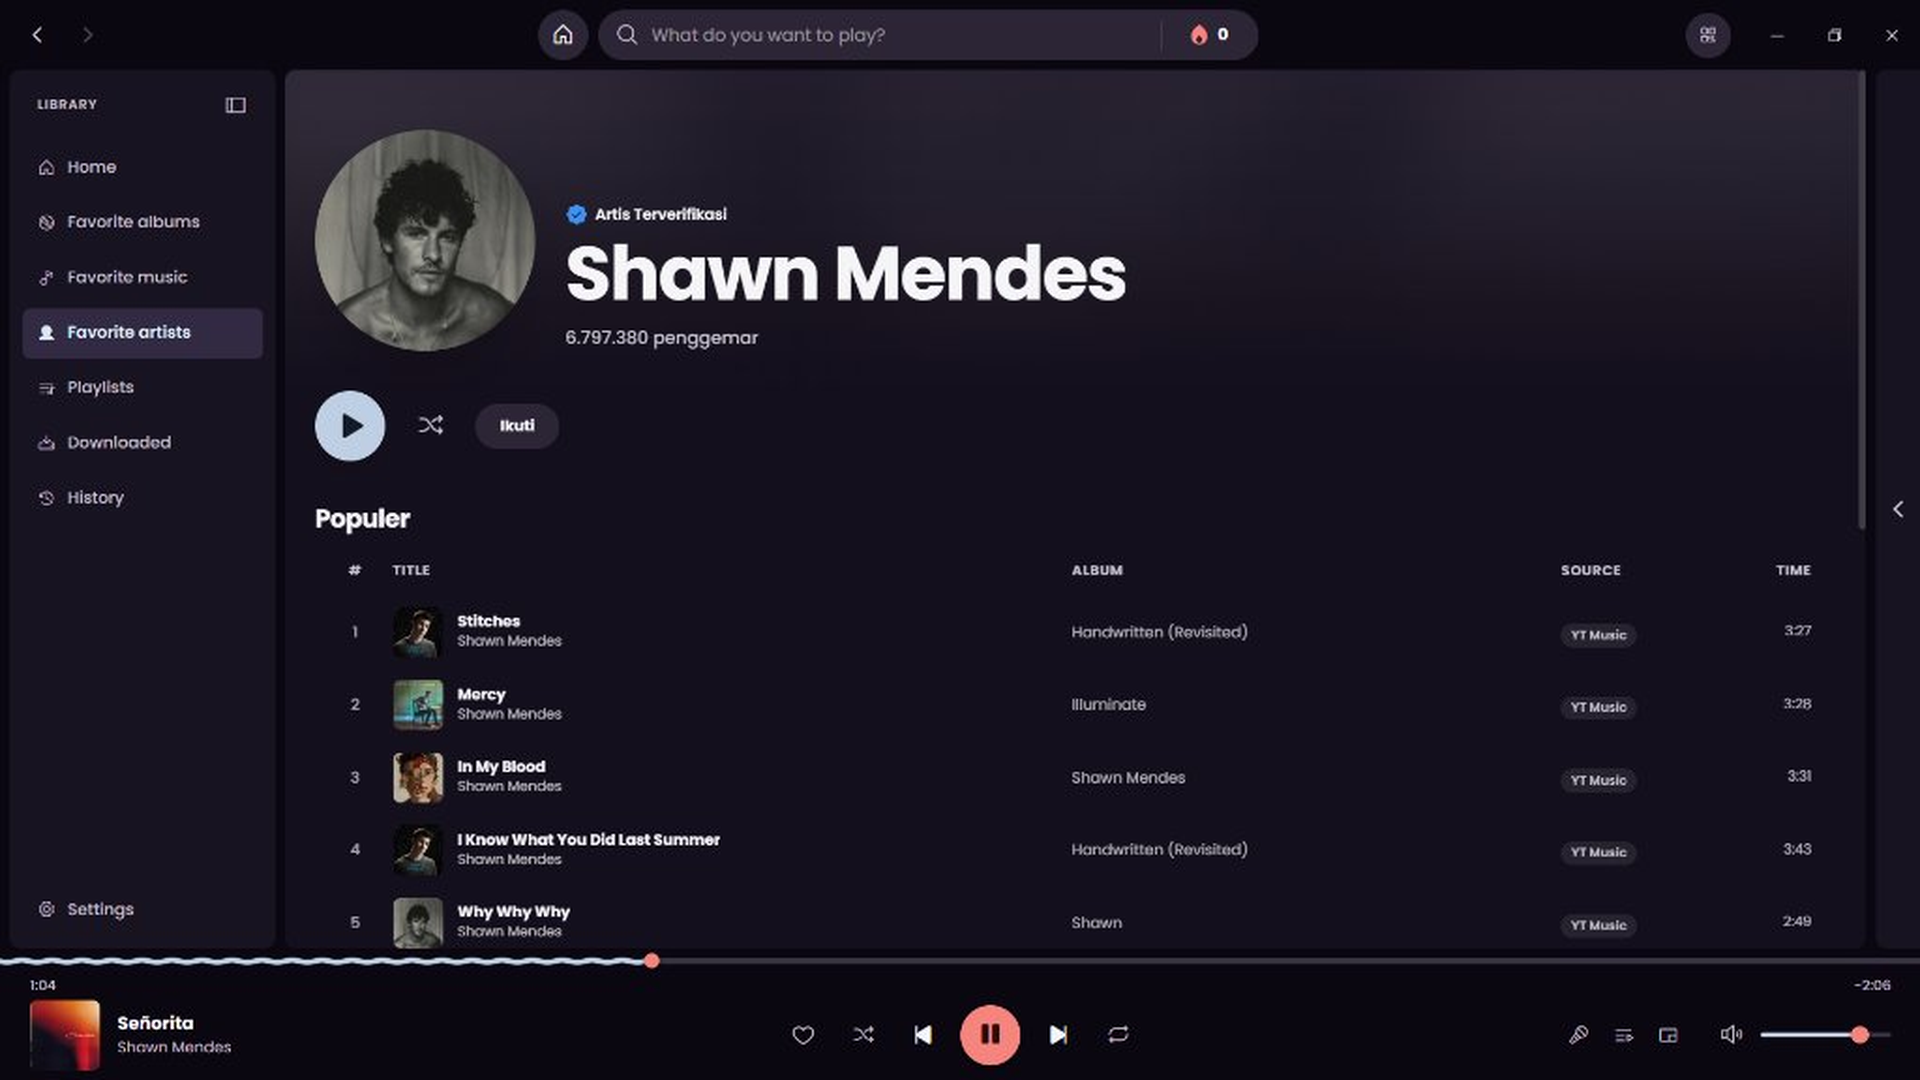 What do you want to play?
0
LIBRARY
Home
Favorite albums
Favorite music
Favorite artists
Playlists
Downloaded
History
Settings
Artis Terverifikasi
Shawn Mendes
6.797.380 penggemar
Ikuti
Populer
# TITLE ALBUM SOURCE TIME
1 Stitches Handwritten (Revisited) YT Music 3:27
Shawn Mendes
2 Mercy Illuminate YT Music 3:28
Shawn Mendes
3 In My Blood Shawn Mendes YT Music 3:31
Shawn Mendes
4 I Know What You Did Last Summer Handwritten (Revisited) YT Music 3:43
Shawn Mendes
5 Why Why Why Shawn YT Music 2:49
Shawn Mendes
1:04 -2:06
Señorita
Shawn Mendes